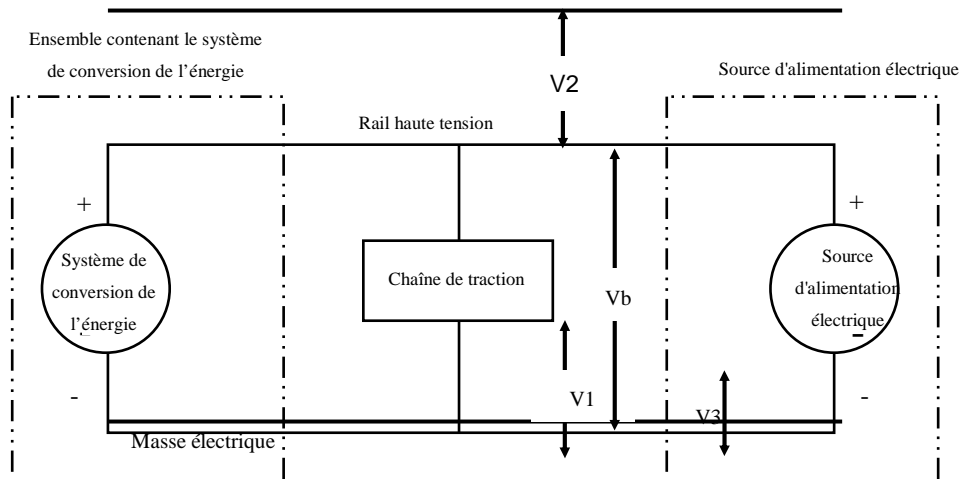 Ensemble contenant le système
de conversion de l'énergie
V2
Source d'alimentation électrique
Rail haute tension
+
+
Système de
conversion de
l'énergie
-
Chaîne de traction
Vb
Source
d'alimentation
électrique
-
-
V1
V3
-
Masse électrique